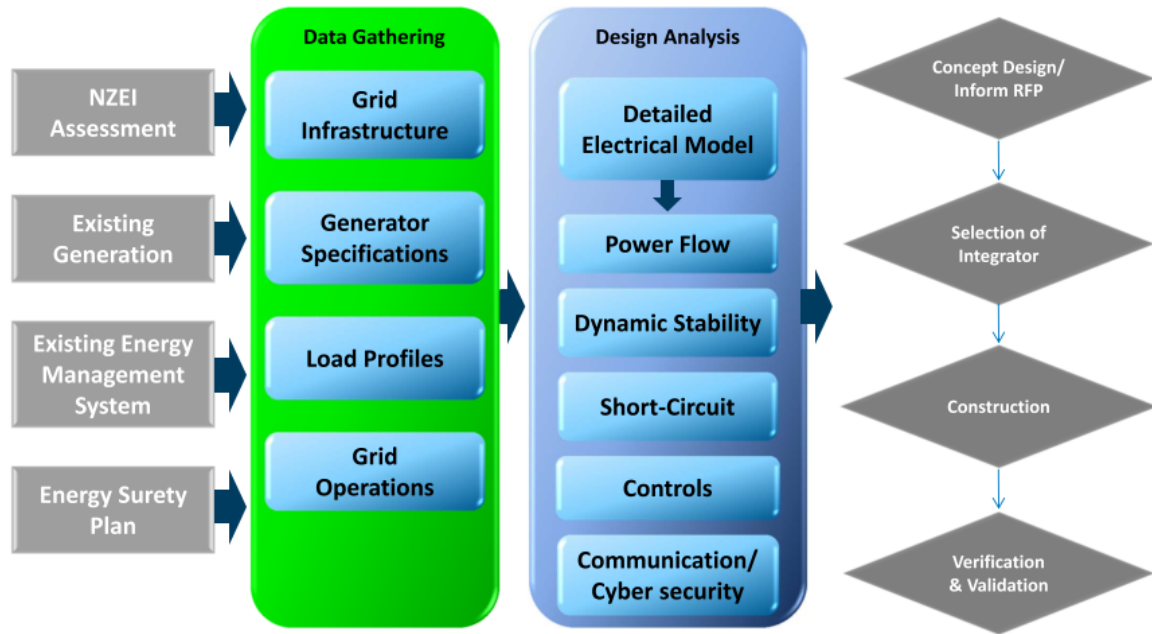 NZEI
Assessment
Existing
Generation
Existing Energy
Management
System
Energy Surety
Plan
Data Gathering
Grid
Infrastructure
Generator
Specifications
Load Profiles
Grid
Operations
Design Analysis
Detailed
Electrical Model
Power Flow
Dynamic Stability
Short-Circuit
Controls
Communication/
Cyber security
Concept Design/
Inform RFP
Selection of
Integrator
Construction
Verification
& Validation